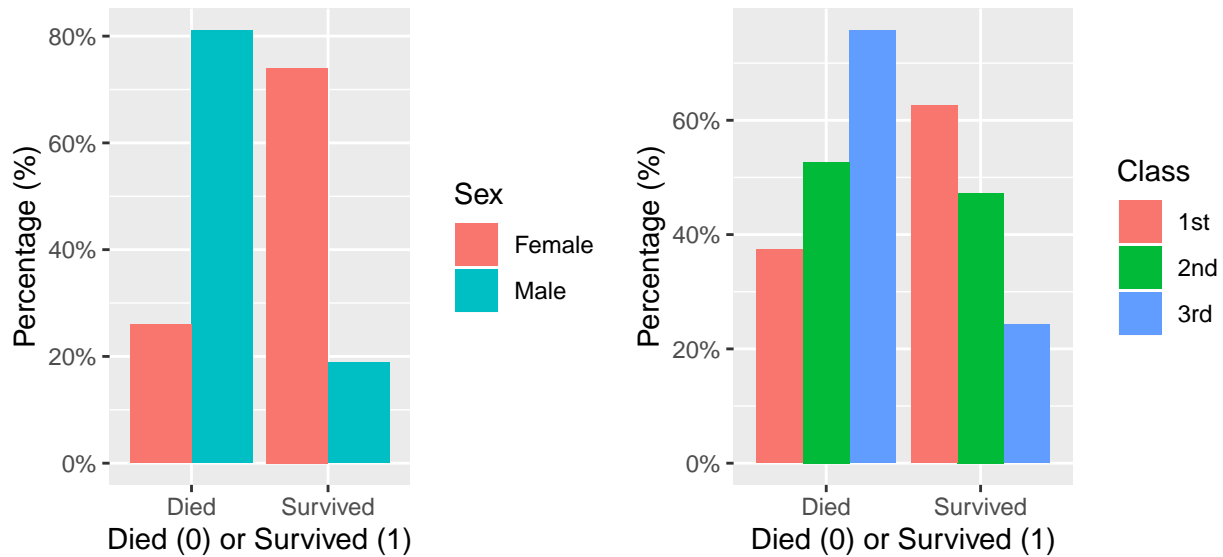 80%
60%
40%
20%
0%
Percentage (%)
Died
Survived
Died (0) or Survived (1)
Sex
Female
Male
60%
40%
20%
0%
Percentage (%)
Died
Survived
Died (0) or Survived (1)
Class
1st
2nd
3rd